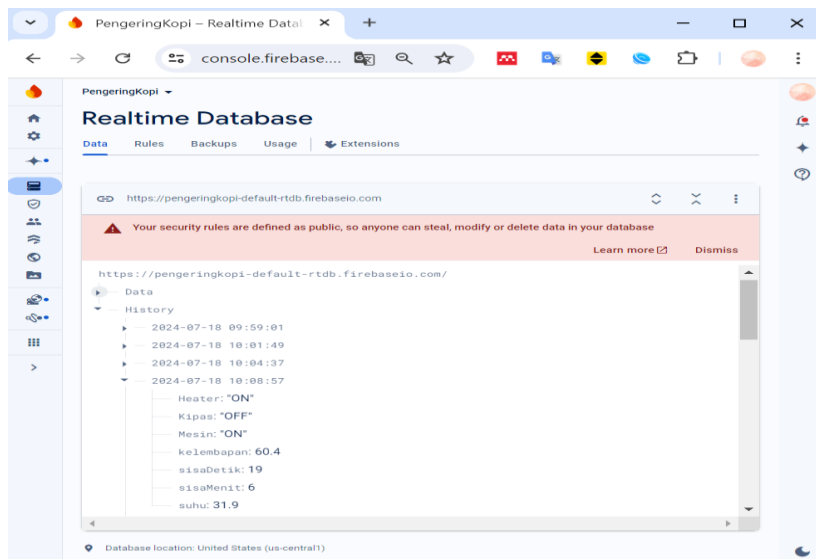 PengeringKopi – Realtime Datal
console.firebase....
PengeringKopi
Realtime Database
Data Rules Backups Usage Extensions
https://pengeringkopi-default-rtdb.firebaseio.com
Your security rules are defined as public, so anyone can steal, modify or delete data in your database
Learn more Dismiss
https://pengeringkopi-default-rtdb.firebaseio.com/
Data
History
2024-07-18 09:59:01
2024-07-18 10:01:49
2024-07-18 10:04:37
2024-07-18 10:08:57
Heater: "ON"
Kipas: "OFF"
Mesin: "ON"
kelembapan: 60.4
sisaDetik: 19
sisaMenit: 6
suhu: 31.9
Database location: United States (us-central1)